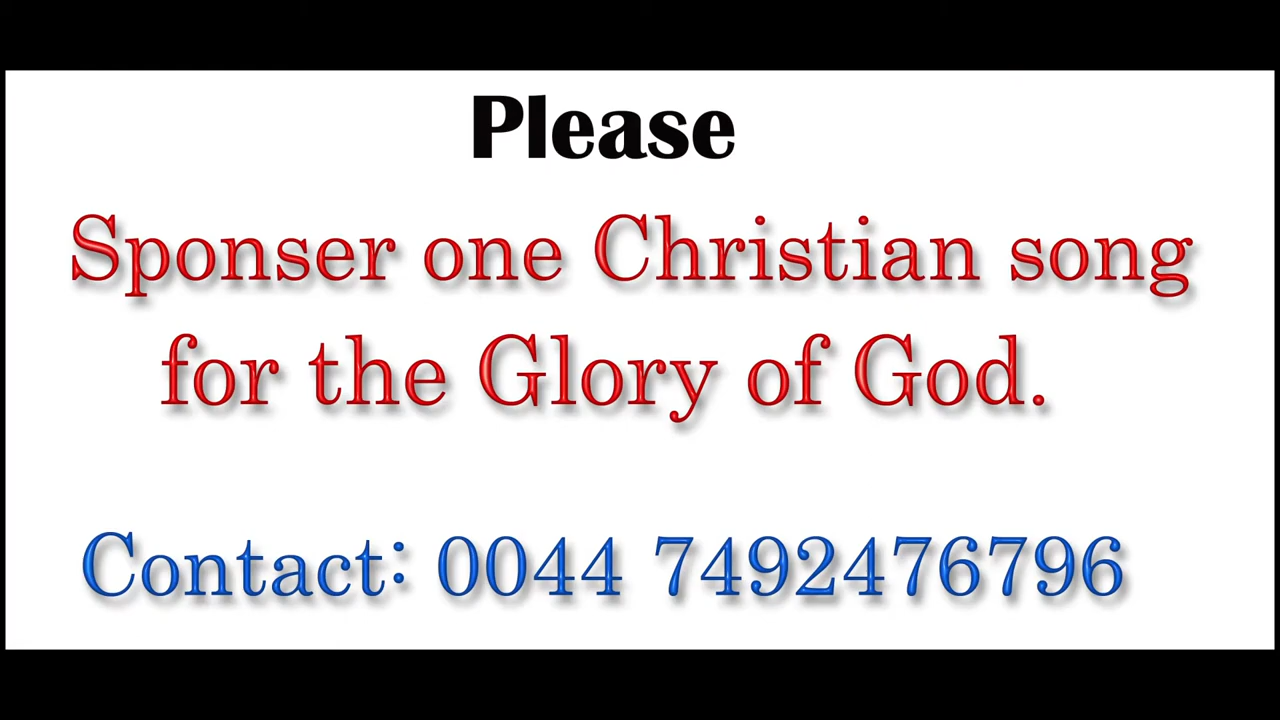 Please
Sponser one Christian song
for the Glory of God.
Contact: 0044 7492476796